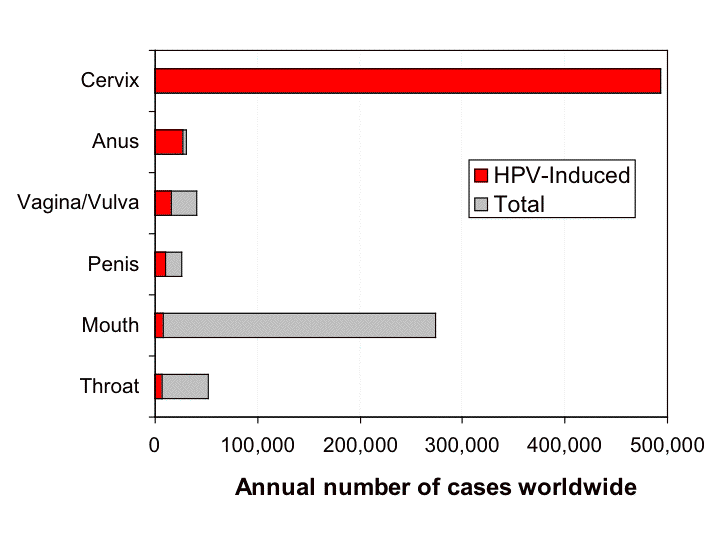 Cervix
Anus
Vagina/Vulva
Penis
Mouth
Throat
HPV-Induced
Total
0 100,000 200,000 300,000 400,000 500,000
Annual number of cases worldwide